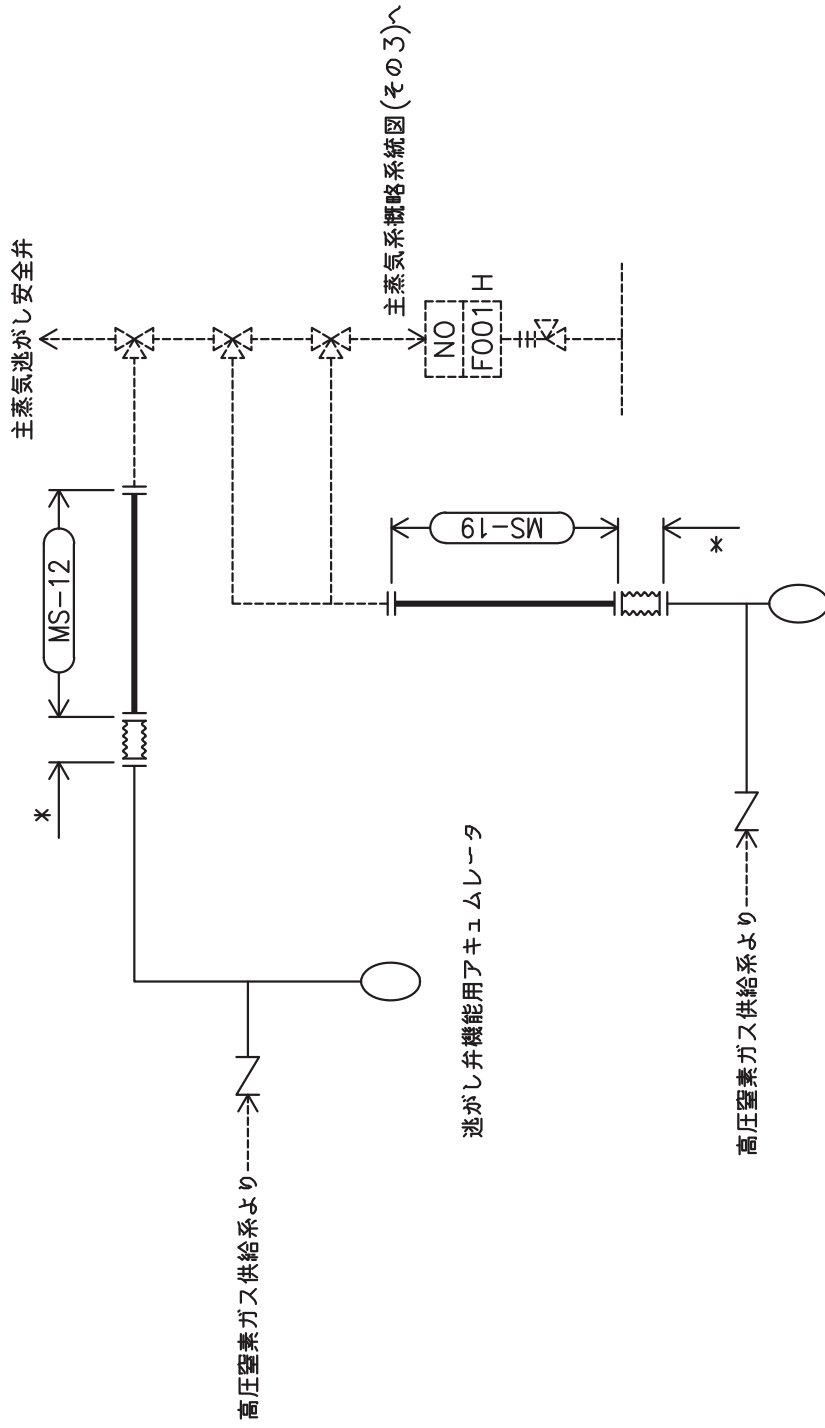 主蒸気逃がし安全弁
主蒸気系概略系統図(その3)へ
NO
F001
H
MS-12
*
MS-19
*
逃がし弁機能用アキュムレータ
高圧窒素ガス供給系より
高圧窒素ガス供給系より